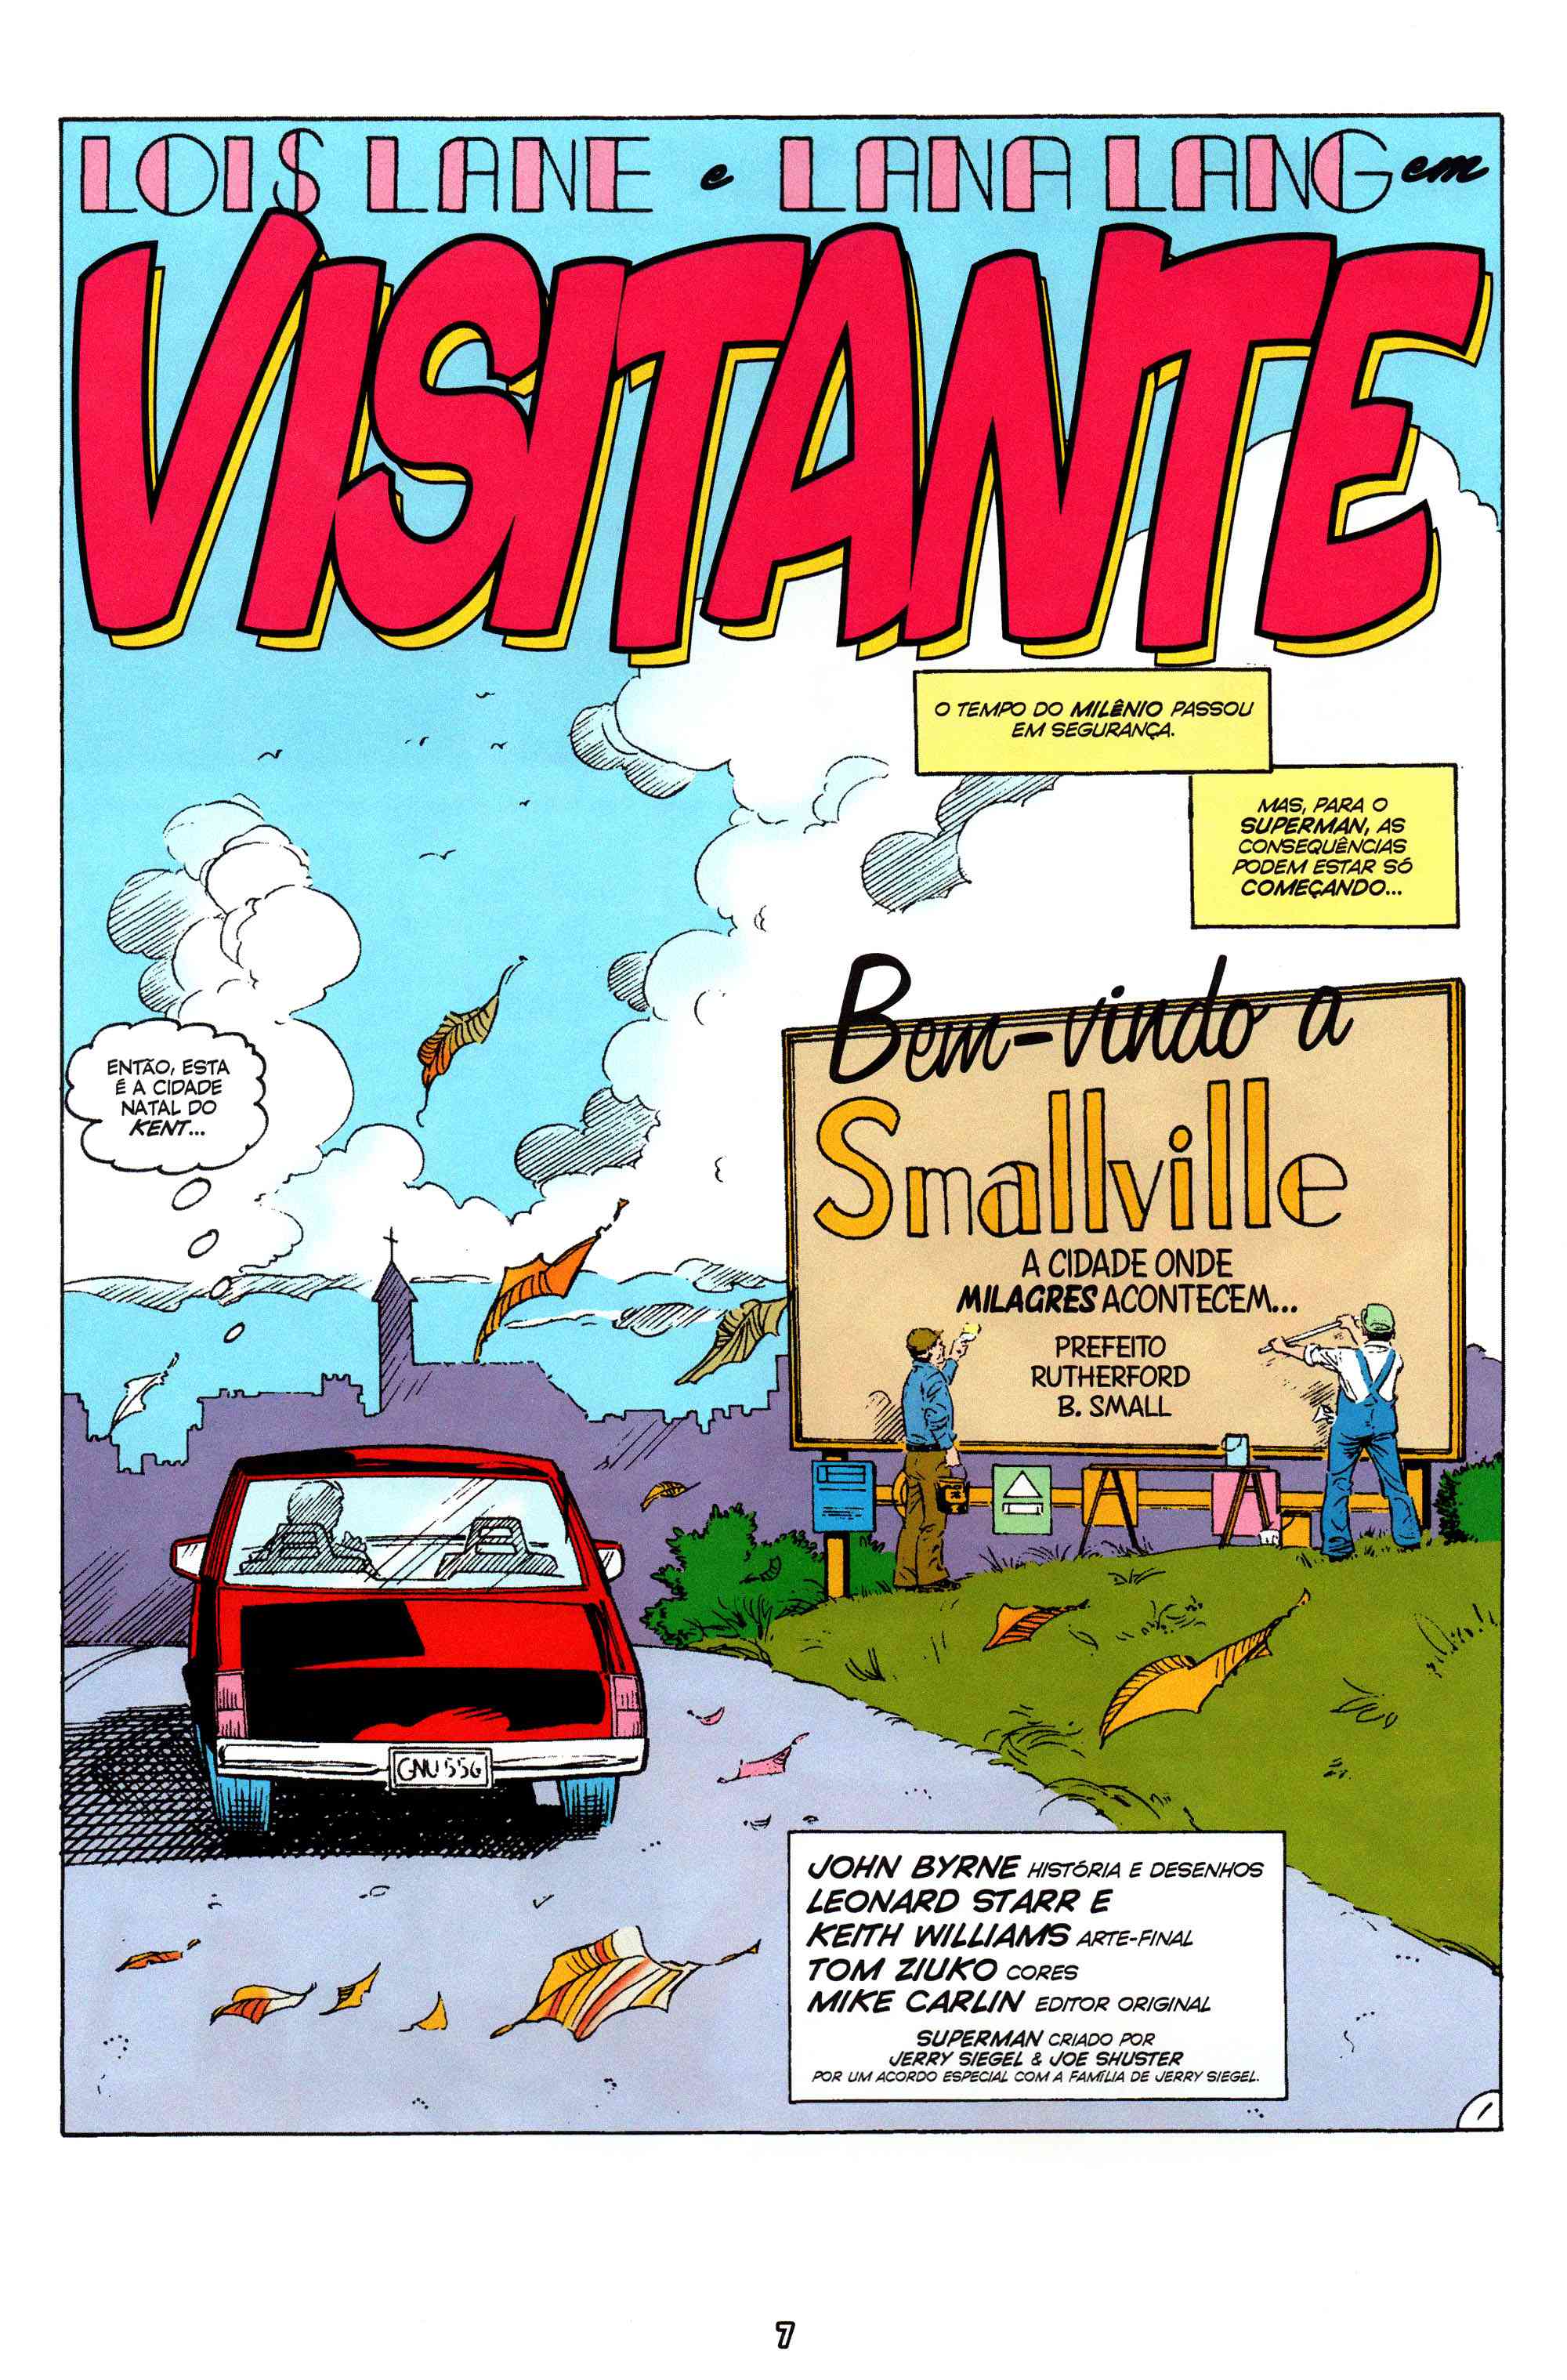 LOIS LANE e LANA LANG em
VISITANTE
O TEMPO DO MILÊNIO PASSOU
EM SEGURANÇA.
MAS, PARA O
SUPERMAN, AS
CONSEQUÊNCIAS
PODEM ESTAR SÓ
COMEÇANDO...
ENTÃO, ESTA
É A CIDADE
NATAL DO
KENT...
Bem-vindo a
Smallville
A CIDADE ONDE
MILAGRES ACONTECEM...
PREFEITO
RUTHERFORD
B. SMALL
GNU 556
JOHN BYRNE HISTÓRIA E DESENHOS
LEONARD STARR E
KEITH WILLIAMS ARTE-FINAL
TOM ZIUKO CORES
MIKE CARLIN EDITOR ORIGINAL
SUPERMAN CRIADO POR
JERRY SIEGEL & JOE SHUSTER
POR UM ACORDO ESPECIAL COM A FAMÍLIA DE JERRY SIEGEL.
1
7